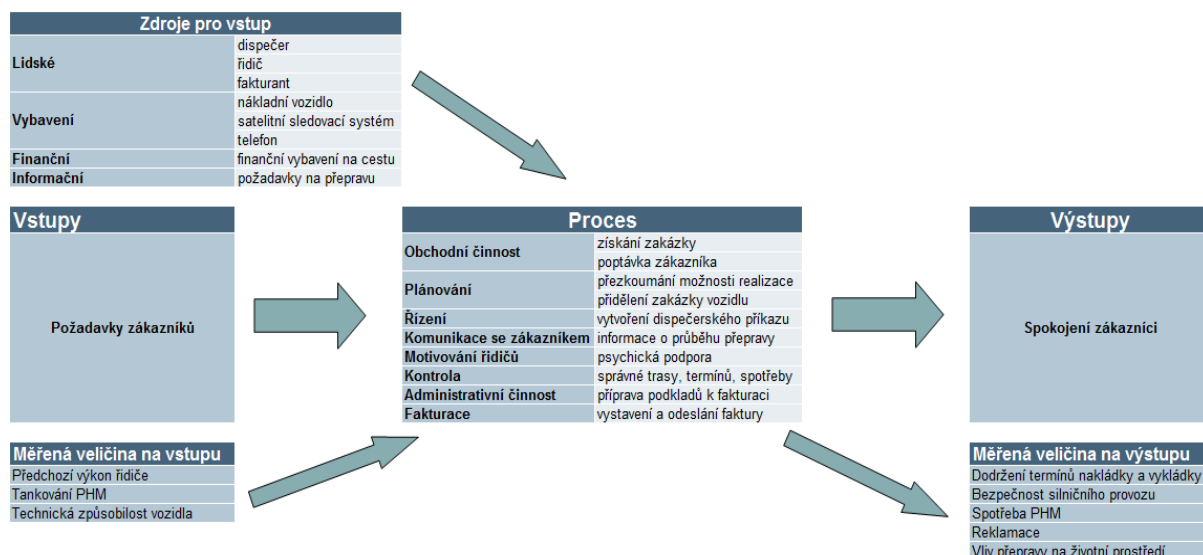 Zdroje pro vstup
Lidské
dispečer
řidič
fakturant
Vybavení
nákladní vozidlo
satelitní sledovací systém
telefon
Finanční finanční vybavení na cestu
Informační požadavky na přepravu
Vstupy
Požadavky zákazníků
Proces
Obchodní činnost
získání zakázky
poptávka zákazníka
Plánování
přezkoumání možnosti realizace
přidělení zakázky vozidlu
Řízení vytvoření dispečerského příkazu
Komunikace se zákazníkem informace o průběhu přepravy
Motivování řidičů psychická podpora
Kontrola správné trasy, termínů, spotřeby
Administrativní činnost příprava podkladů k fakturaci
Fakturace vystavení a odeslání faktury
Výstupy
Spokojení zákazníci
Měřená veličina na vstupu
Předchozí výkon řidiče
Tankování PHM
Technická způsobilost vozidla
Měřená veličina na výstupu
Dodržení termínů nakládky a vykládky
Bezpečnost silničního provozu
Spotřeba PHM
Reklamace
Vliv přepravy na životní prostředí